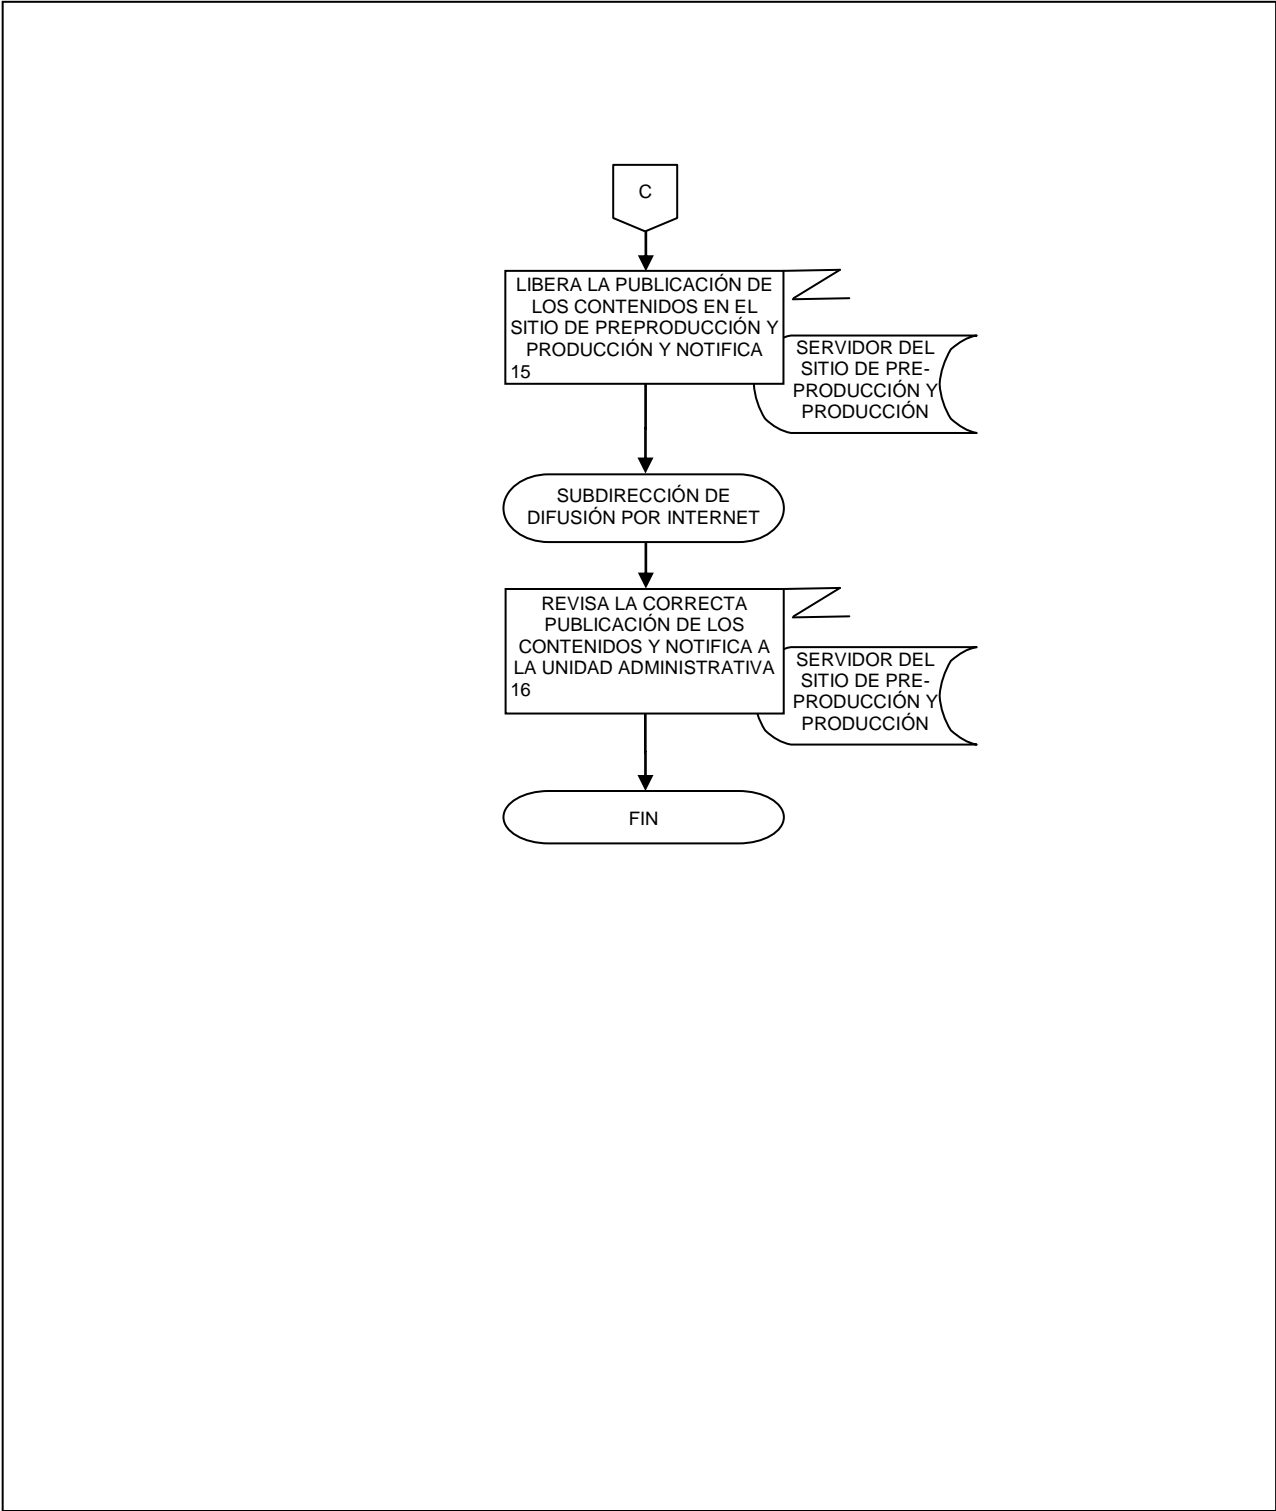 C
LIBERA LA PUBLICACIÓN DE
LOS CONTENIDOS EN EL
SITIO DE PREPRODUCCIÓN Y
PRODUCCIÓN Y NOTIFICA
15
SERVIDOR DEL
SITIO DE PRE-
PRODUCCIÓN Y
PRODUCCIÓN
SUBDIRECCIÓN DE
DIFUSIÓN POR INTERNET
REVISA LA CORRECTA
PUBLICACIÓN DE LOS
CONTENIDOS Y NOTIFICA A
LA UNIDAD ADMINISTRATIVA
16
SERVIDOR DEL
SITIO DE PRE-
PRODUCCIÓN Y
PRODUCCIÓN
FIN